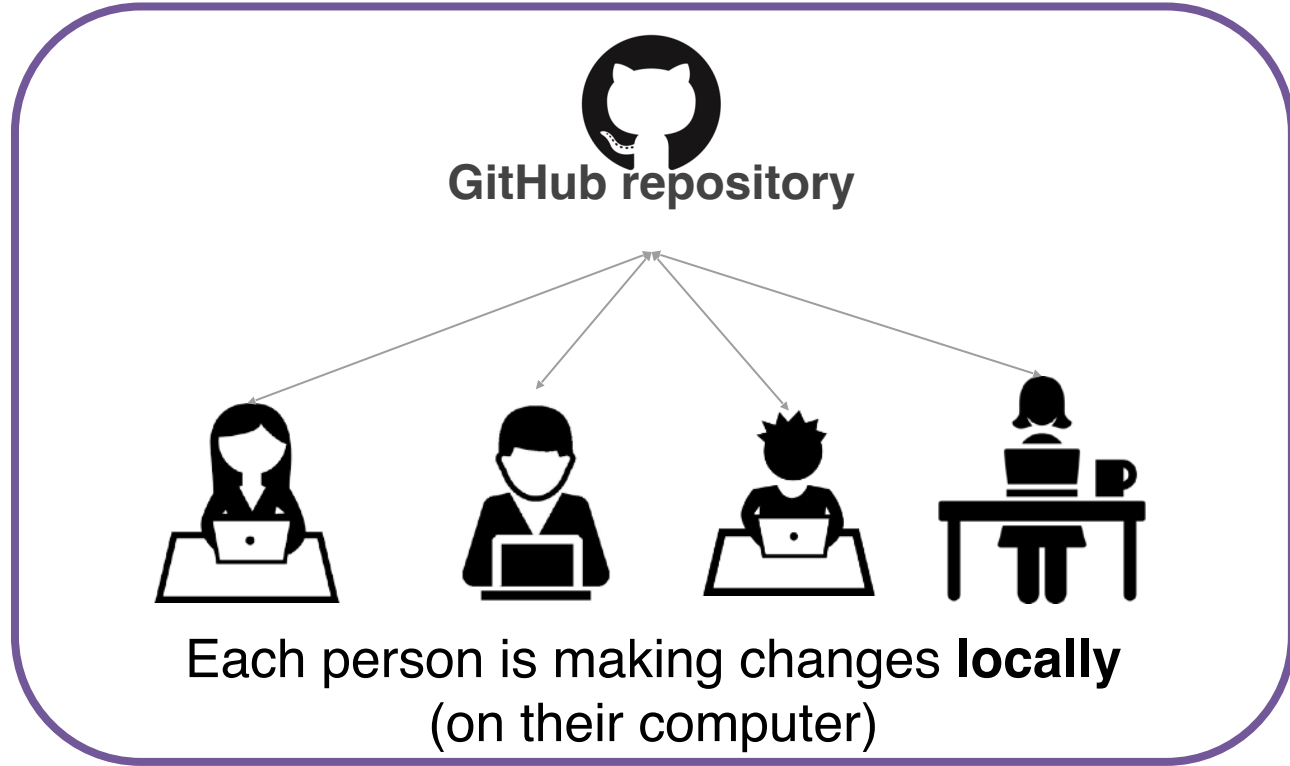 GitHub repository
Each person is making changes locally
(on their computer)